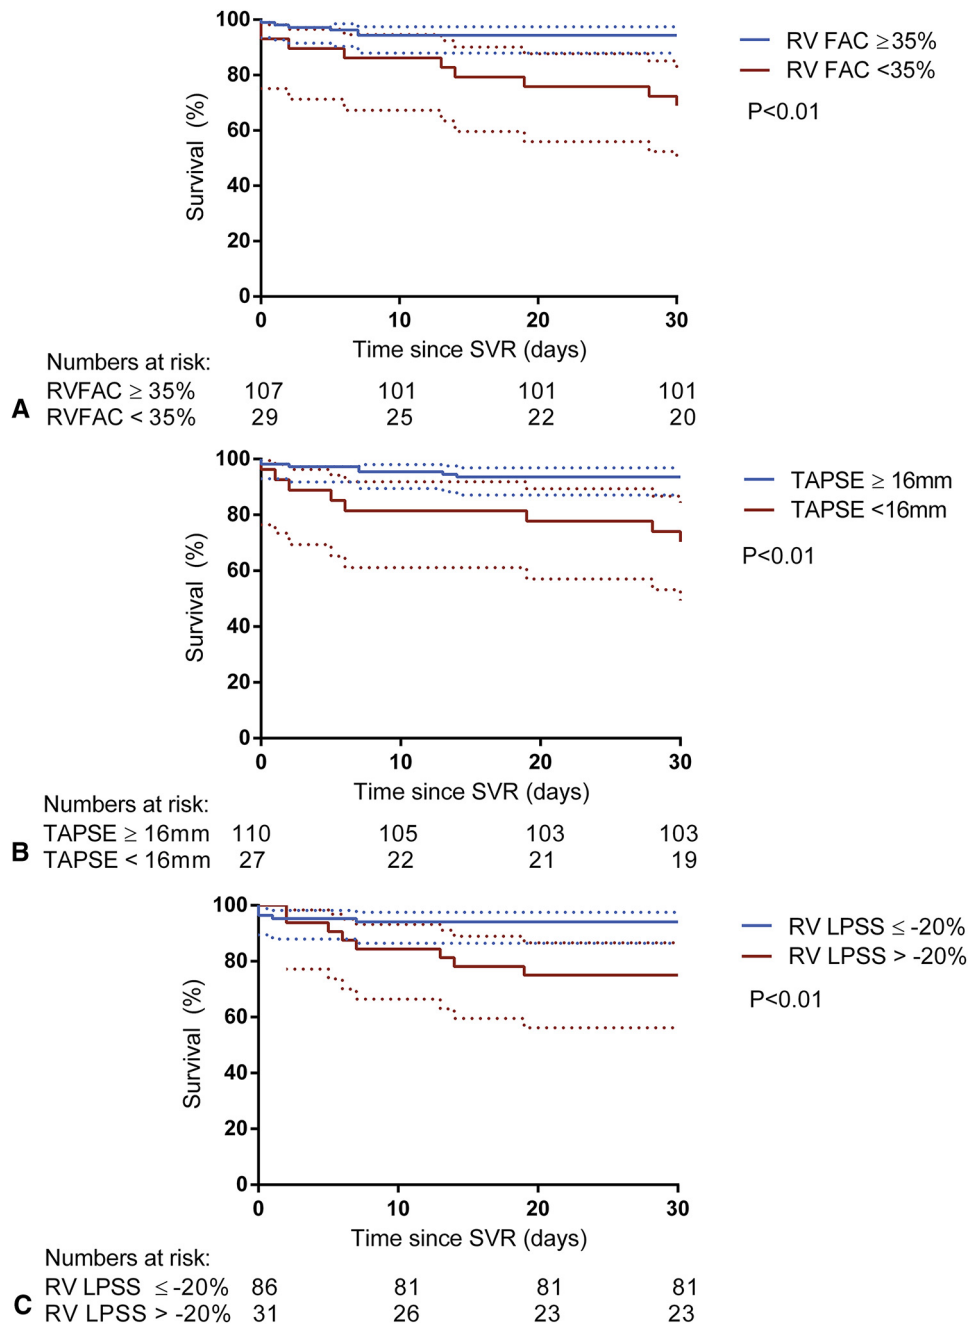 100
80
60
40
20
0
Survival (%)
0 10 20 30
Time since SVR (days)
RV FAC ≥35%
RV FAC <35%
P<0.01
Numbers at risk:
RVFAC ≥ 35% 107 101 101 101
RVFAC < 35% 29 25 22 20
A
100
80
60
40
20
0
Survival (%)
0 10 20 30
Time since SVR (days)
TAPSE ≥ 16mm
TAPSE <16mm
P<0.01
Numbers at risk:
TAPSE ≥ 16mm 110 105 103 103
TAPSE < 16mm 27 22 21 19
B
100
80
60
40
20
0
Survival (%)
0 10 20 30
Time since SVR (days)
RV LPSS ≤ -20%
RV LPSS > -20%
P<0.01
Numbers at risk:
RV LPSS ≤ -20% 86 81 81 81
RV LPSS > -20% 31 26 23 23
C